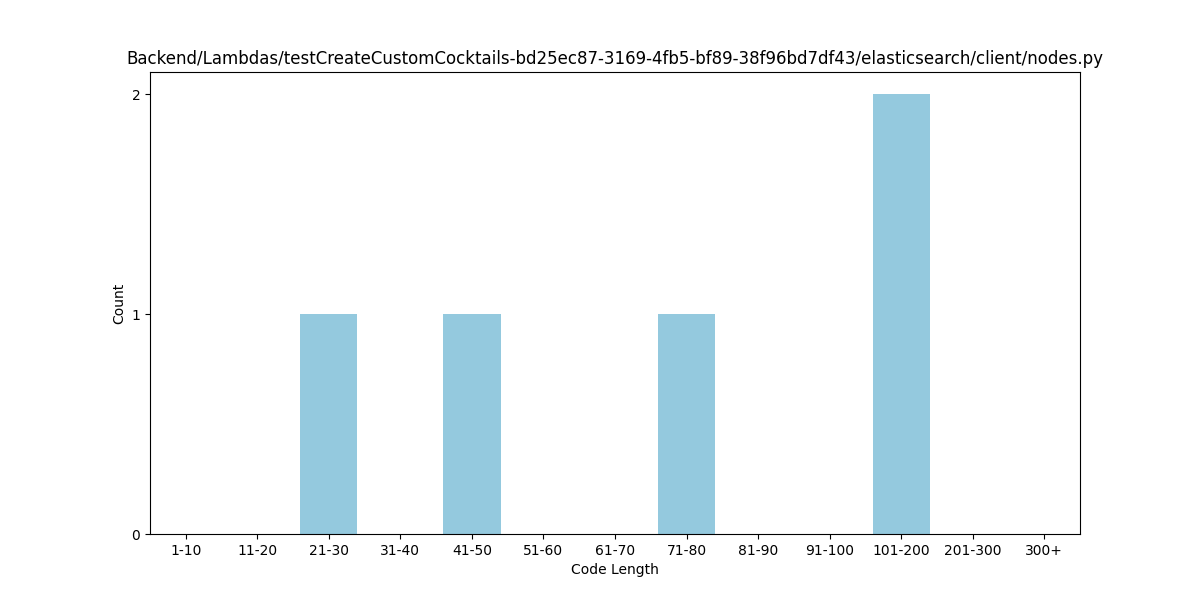 Backend/Lambdas/testCreateCustomCocktails-bd25ec87-3169-4fb5-bf89-38f96bd7df43/elasticsearch/client/nodes.py
2
1
0
Count
1-10 11-20 21-30 31-40 41-50 51-60 61-70 71-80 81-90 91-100 101-200 201-300 300+
Code Length